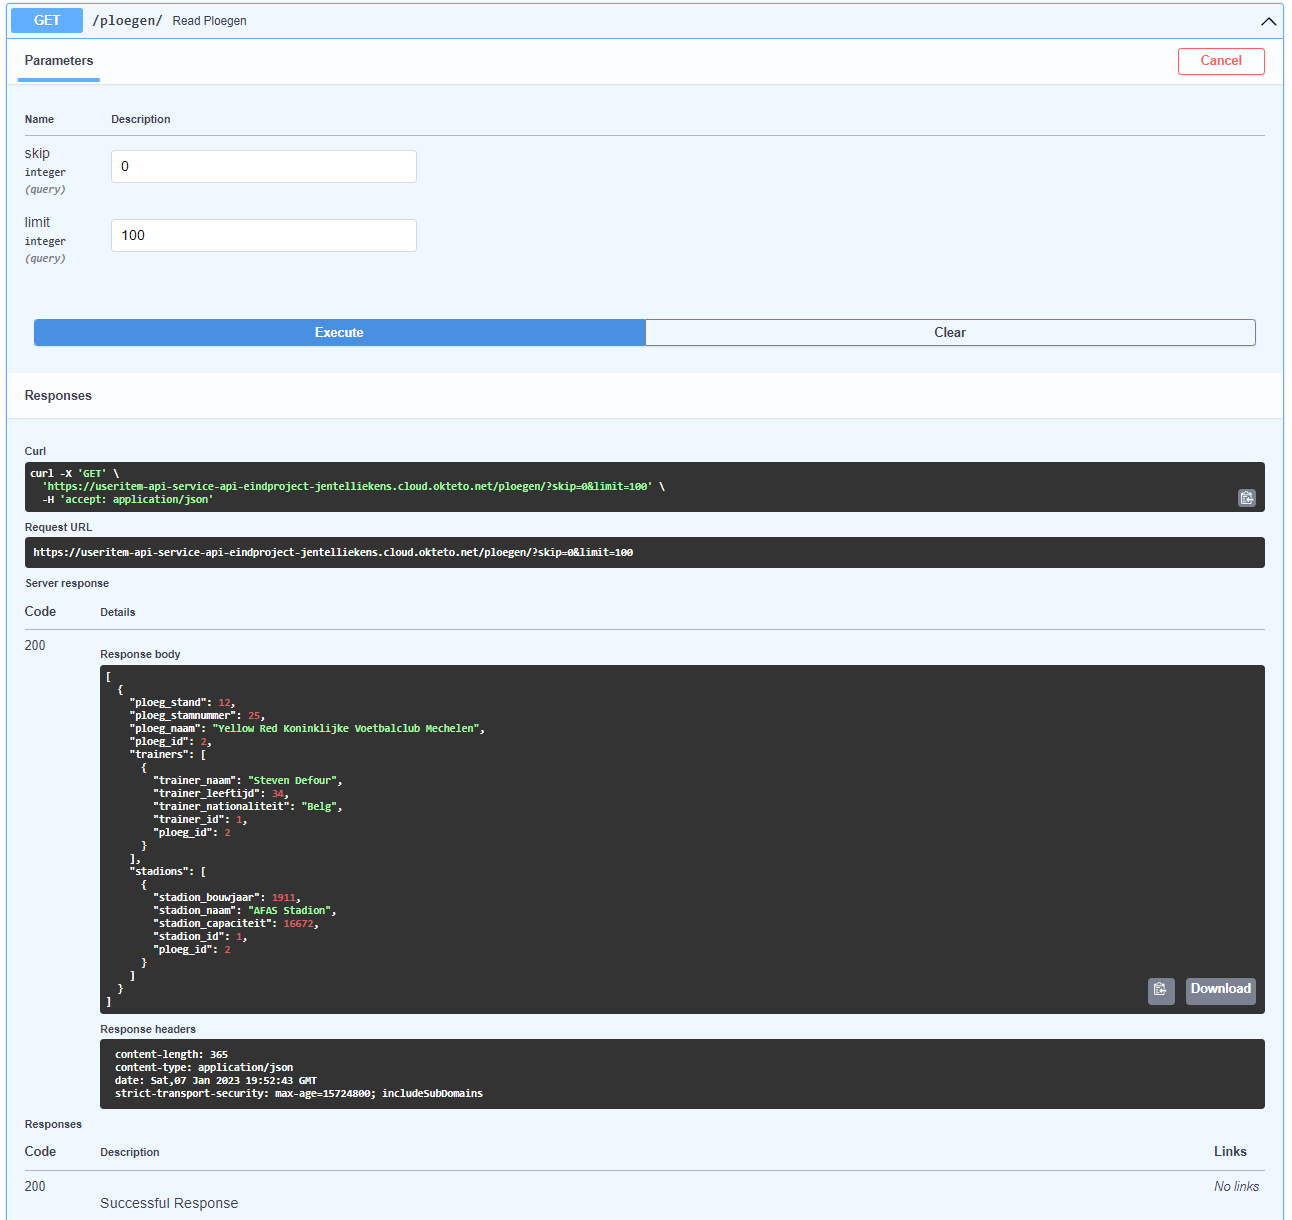 GET /ploegen/ Read Ploegen
Parameters
Cancel
Name Description
skip
integer
(query)
0
limit
integer
(query)
100
Execute Clear
Responses
Curl
curl -X 'GET' \
  'https://useritem-api-service-api-eindproject-jentelliekens.cloud.okteto.net/ploegen/?skip=0&limit=100' \
  -H 'accept: application/json'
Request URL
https://useritem-api-service-api-eindproject-jentelliekens.cloud.okteto.net/ploegen/?skip=0&limit=100
Server response
Code Details
200
Response body
[
  {
    "ploeg_stand": 12,
    "ploeg_stamnummer": 25,
    "ploeg_naam": "Yellow Red Koninklijke Voetbalclub Mechelen",
    "ploeg_id": 2,
    "trainers": [
      {
        "trainer_naam": "Steven Defour",
        "trainer_leeftijd": 34,
        "trainer_nationaliteit": "Belg",
        "trainer_id": 1,
        "ploeg_id": 2
      }
    ],
    "stadions": [
      {
        "stadion_bouwjaar": 1911,
        "stadion_naam": "AFAS Stadion",
        "stadion_capaciteit": 16672,
        "stadion_id": 1,
        "ploeg_id": 2
      }
    ]
  }
]
Download
Response headers
content-length: 365
content-type: application/json
date: Sat,07 Jan 2023 19:52:43 GMT
strict-transport-security: max-age=15724800; includeSubDomains
Responses
Code Description Links
200
Successful Response
No links